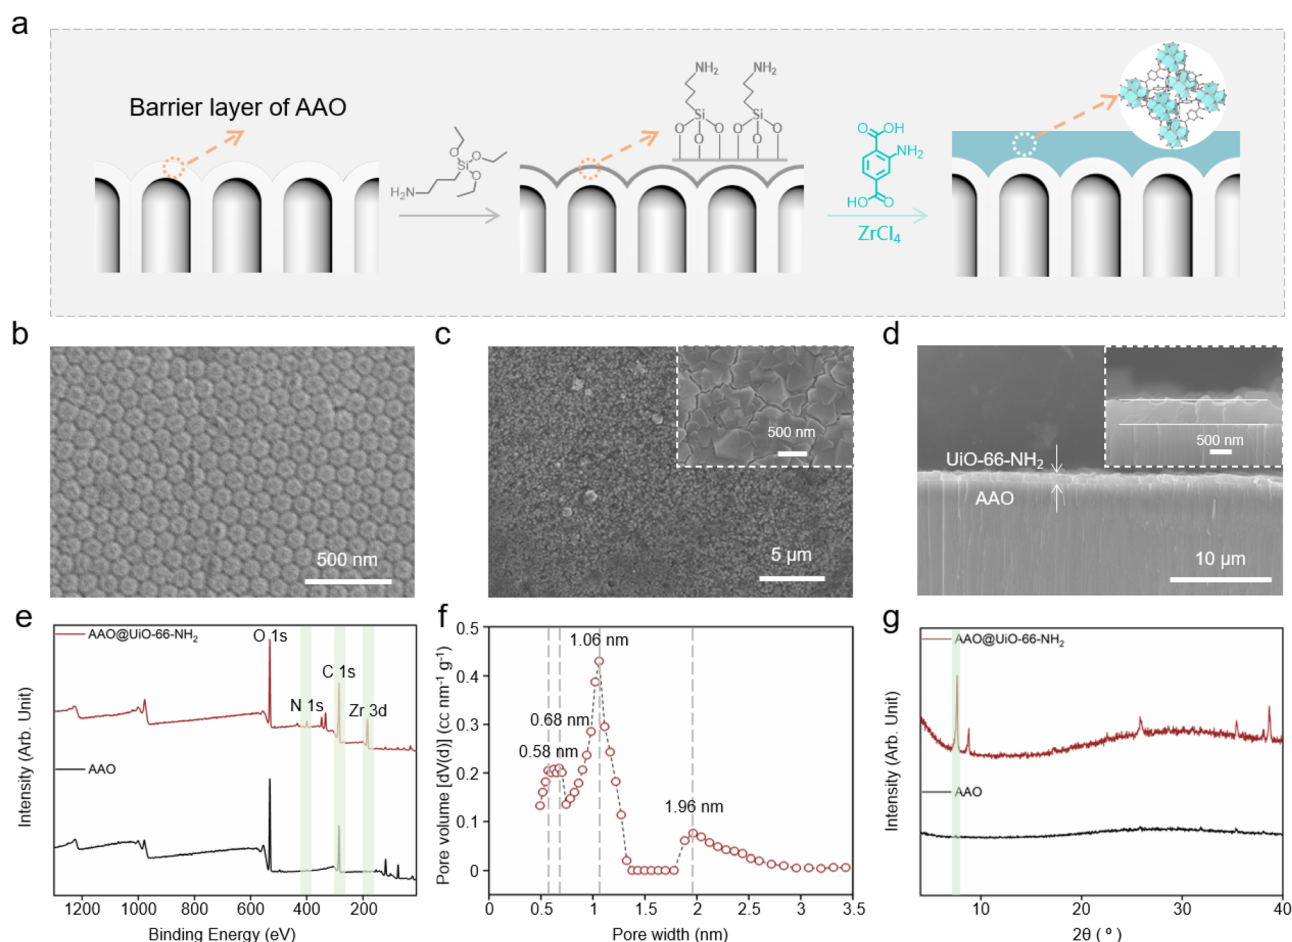 a
Barrier layer of AAO
H₂N
Si
O
O
O
NH₂
NH₂
Si
Si
O
O
O
O
O
O
OH
O
NH₂
HO
O
ZrCl₄
b
500 nm
c
500 nm
5 µm
d
500 nm
UiO-66-NH₂
AAO
10 µm
e
AAO@UiO-66-NH₂
O 1s
C 1s
N 1s
Zr 3d
AAO
Intensity (Arb. Unit)
1200
1000
800
600
400
200
Binding Energy (eV)
f
0.5
0.4
0.3
0.2
0.1
0
1.06 nm
0.68 nm
0.58 nm
1.96 nm
Pore volume [dV(d)] (cc nm⁻¹ g⁻¹)
0
0.5
1
1.5
2
2.5
3
3.5
Pore width (nm)
g
AAO@UiO-66-NH₂
AAO
Intensity (Arb. Unit)
10
20
30
40
2θ ( º )